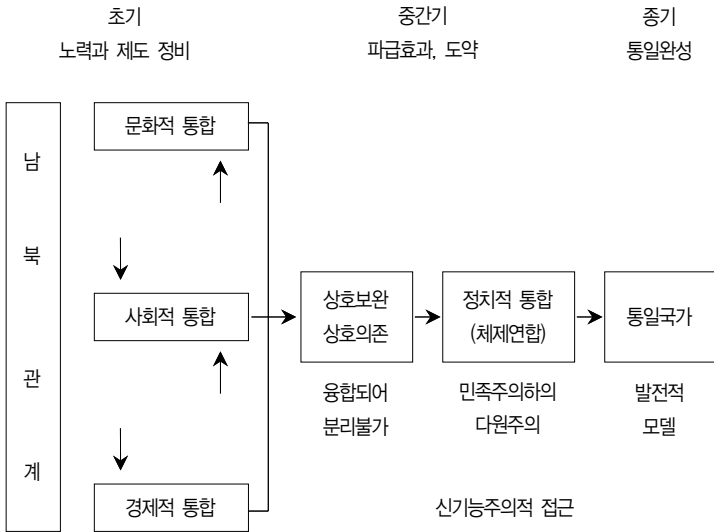 초기
노력과 제도 정비
중간기
파급효과, 도약
종기
통일완성
남
북
관
계
문화적 통합
사회적 통합
경제적 통합
상호보완
상호의존
융합되어
분리불가
정치적 통합
(체제연합)
민족주의하의
다원주의
통일국가
발전적
모델
신기능주의적 접근